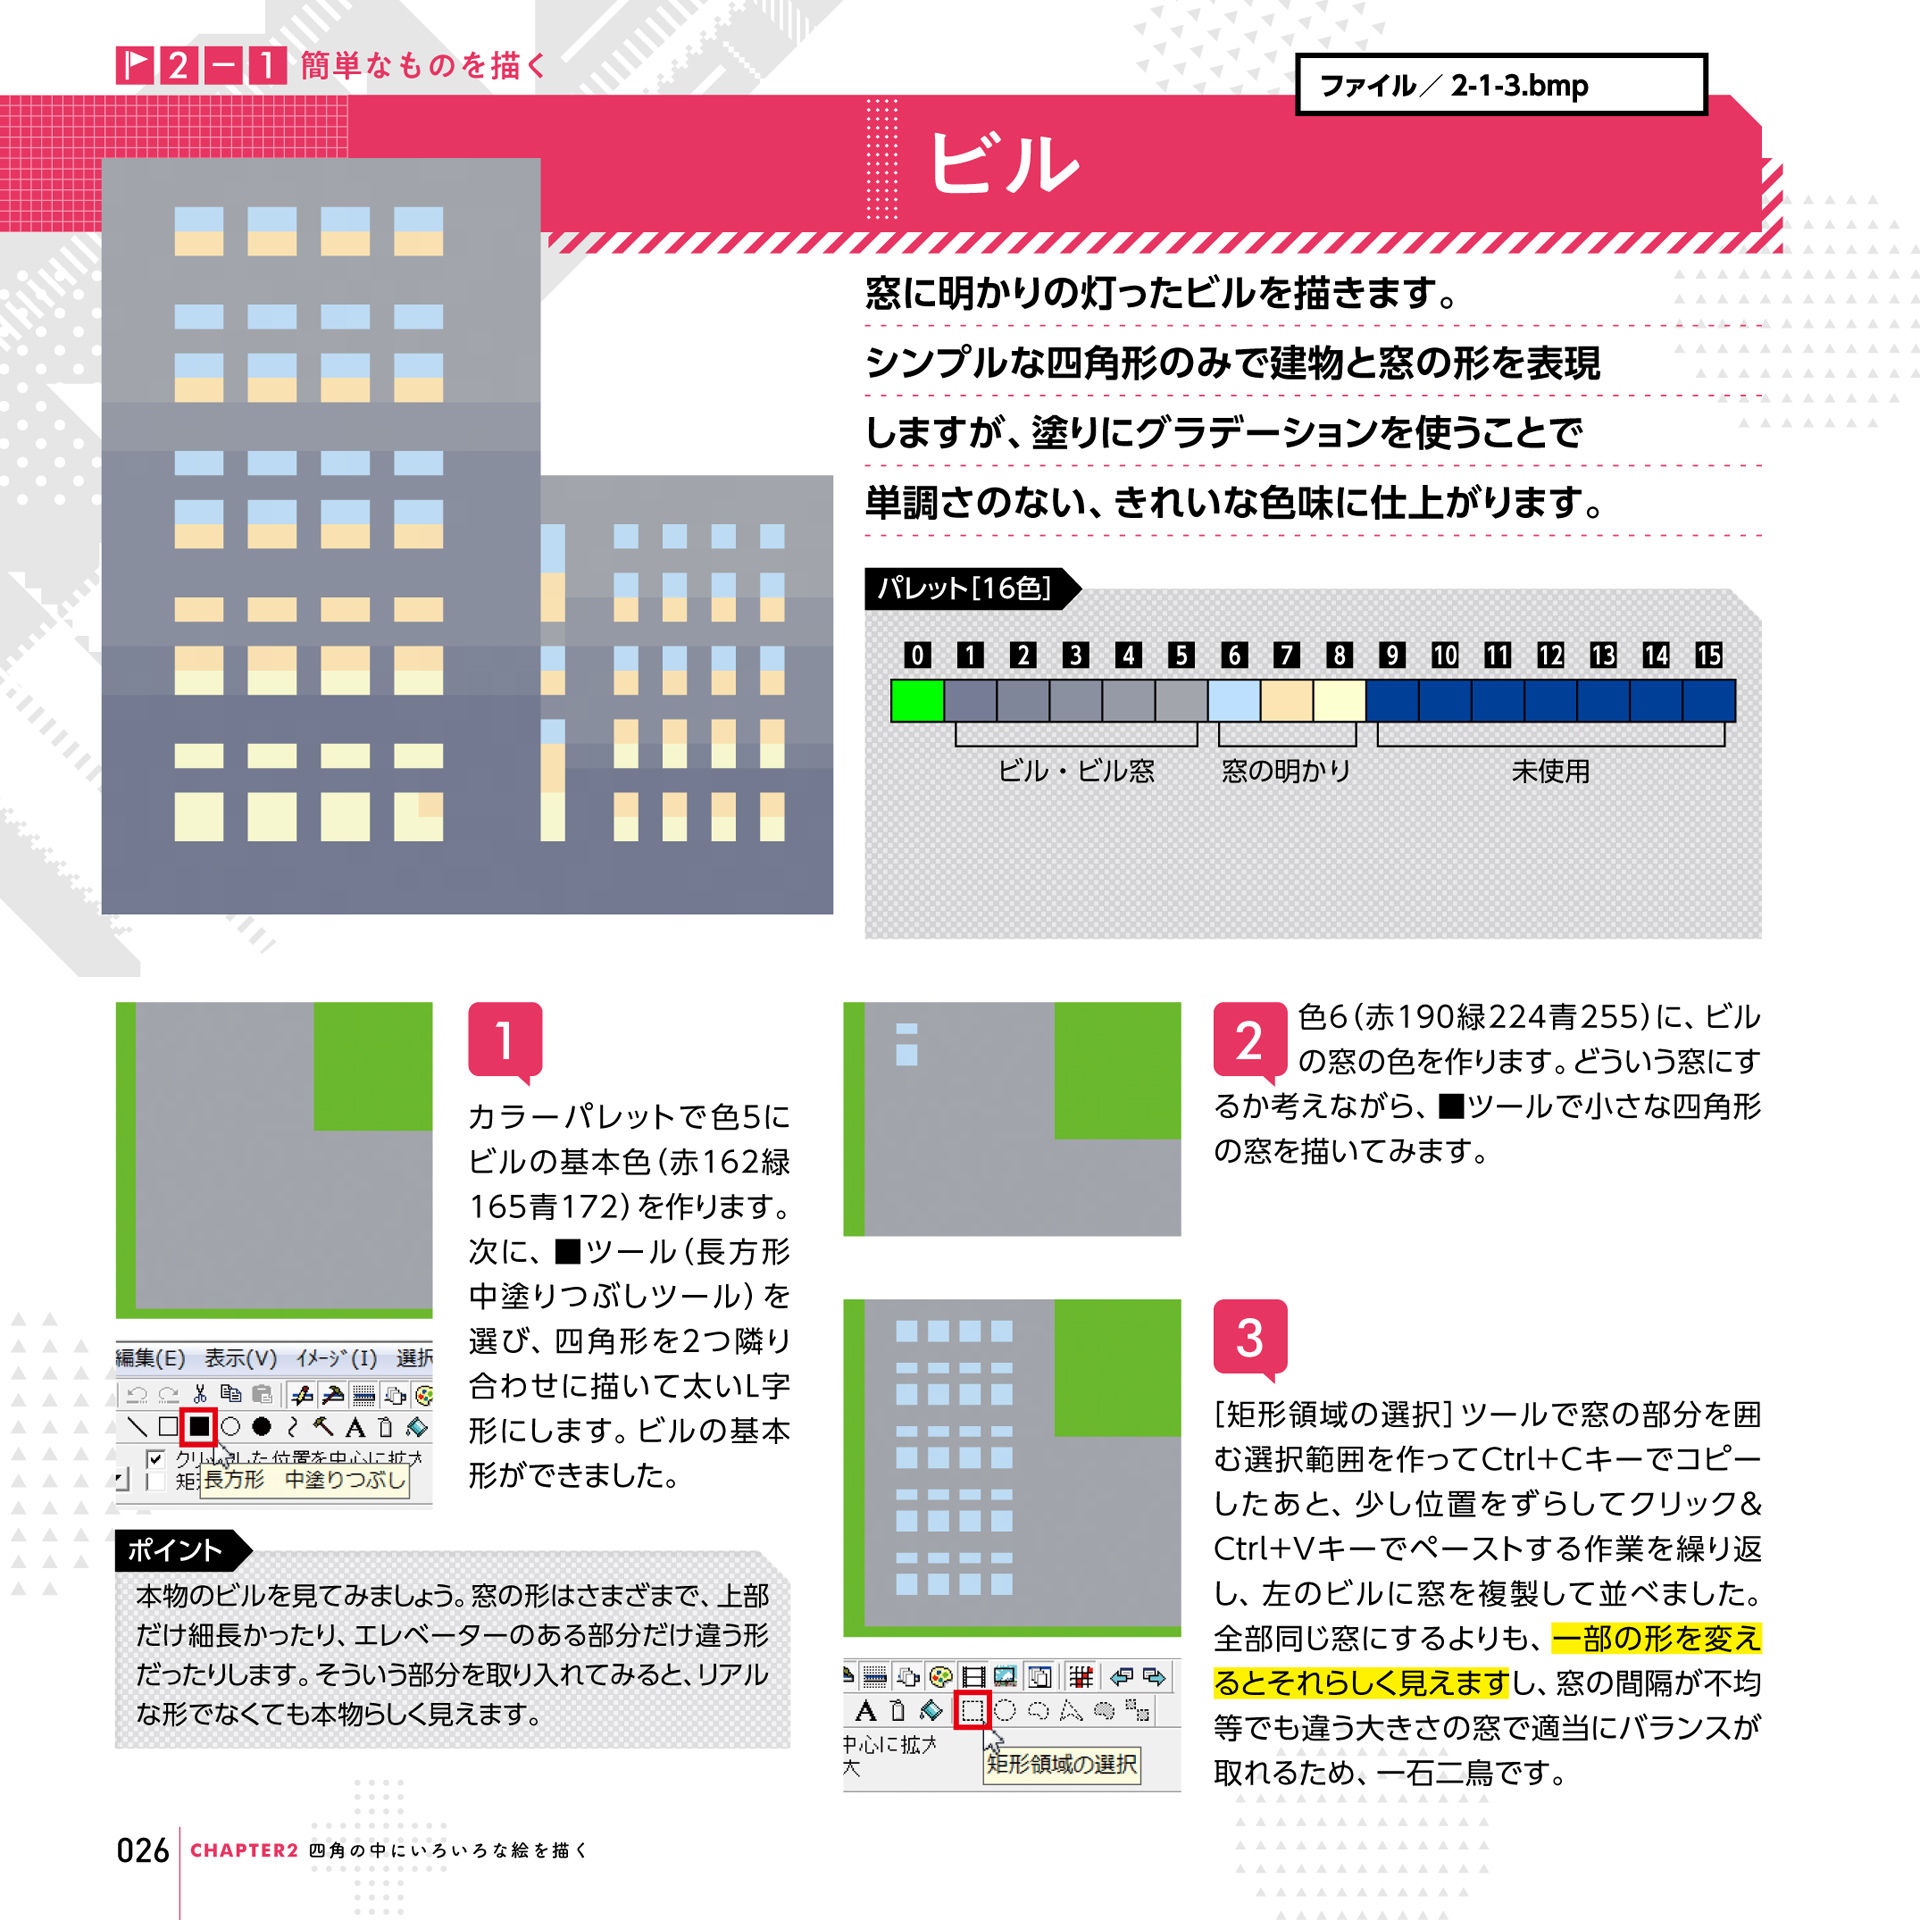 2-1 簡単なものを描く
ファイル／ 2-1-3.bmp
ビル
窓に明かりの灯ったビルを描きます。
シンプルな四角形のみで建物と窓の形を表現
しますが、塗りにグラデーションを使うことで
単調さのない、きれいな色味に仕上がります。
パレット[16色]
0 1 2 3 4 5 6 7 8 9 10 11 12 13 14 15
ビル・ビル窓 窓の明かり 未使用
1
カラーパレットで色5に
ビルの基本色（赤162緑
165青172）を作ります。
次に、■ツール（長方形
中塗りつぶしツール）を
選び、四角形を2つ隣り
合わせに描いて太いL字
形にします。ビルの基本
形ができました。
編集(E) 表示(V) イメージ(I) 選択
A
クリックした位置を中心に拡大
矩
長方形 中塗りつぶし
ポイント
本物のビルを見てみましょう。窓の形はさまざまで、上部
だけ細長かったり、エレベーターのある部分だけ違う形
だったりします。そういう部分を取り入れてみると、リアル
な形でなくても本物らしく見えます。
2
色6（赤190緑224青255）に、ビル
の窓の色を作ります。どういう窓にす
るか考えながら、■ツールで小さな四角形
の窓を描いてみます。
3
［矩形領域の選択］ツールで窓の部分を囲
む選択範囲を作ってCtrl+Cキーでコピー
したあと、少し位置をずらしてクリック＆
Ctrl+Vキーでペーストする作業を繰り返
し、左のビルに窓を複製して並べました。
全部同じ窓にするよりも、一部の形を変え
るとそれらしく見えますし、窓の間隔が不均
等でも違う大きさの窓で適当にバランスが
取れるため、一石二鳥です。
A
中心に拡大
大
矩形領域の選択
026 CHAPTER2 四角の中にいろいろな絵を描く